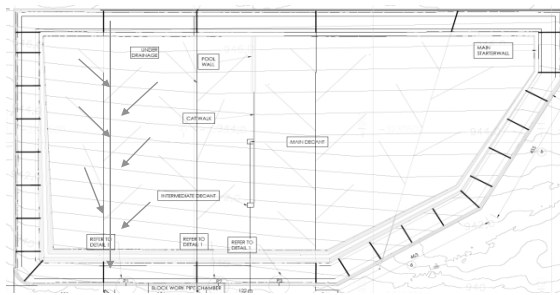 UNDER
DRAINAGE
POOL
WALL
MAIN
STARTERWALL
CATWALK
MAIN DECANT
INTERMEDIATE DECANT
REFER TO
DETAIL 1
REFER TO
DETAIL 1
REFER TO
DETAIL 1
BLOCK WORK PIPE CHAMBER